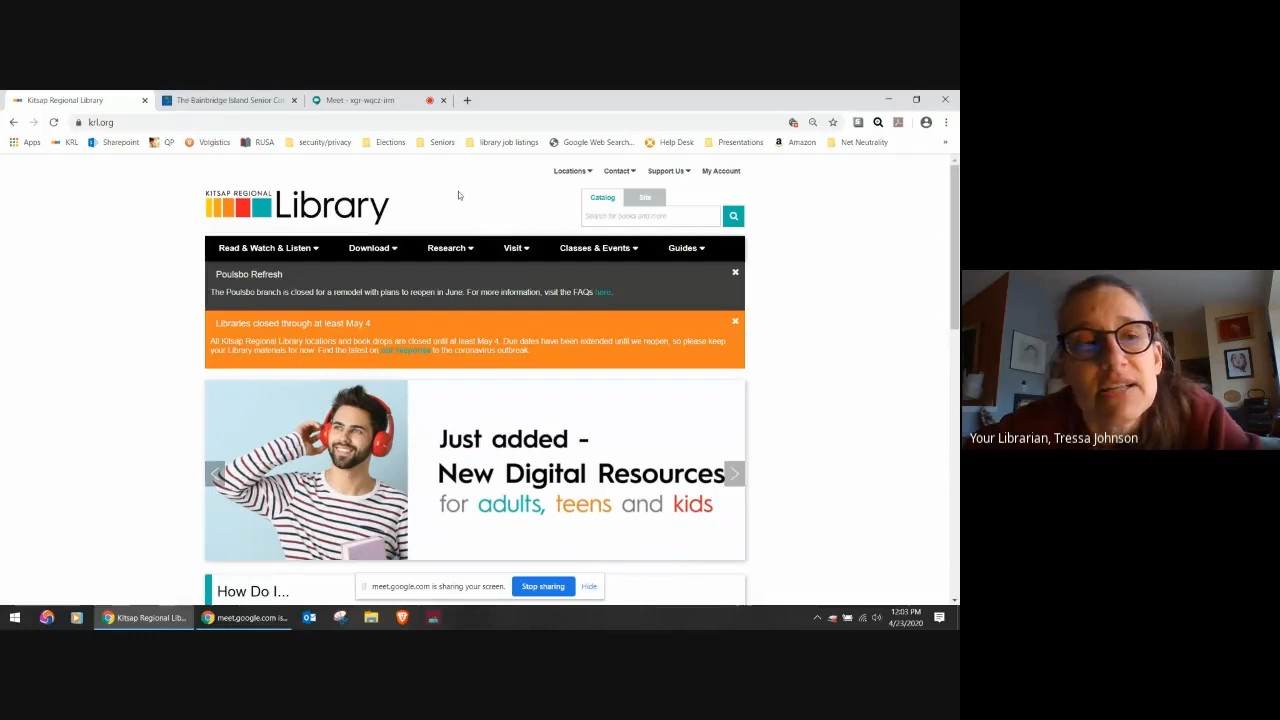 Kitsap Regional Library
The Bainbridge Island Senior Co
Meet - xgr-wqcz-irm
krl.org
Apps
KRL
Sharepoint
QP
Volgistics
RUSA
security/privacy
Elections
Seniors
library job listings
Google Web Search...
Help Desk
Presentations
Amazon
Net Neutrality
»
Locations
Contact
Support Us
My Account
KITSAP REGIONAL
Library
Catalog
Site
Search for books and more
Read & Watch & Listen
Download
Research
Visit
Classes & Events
Guides
Poulsbo Refresh
The Poulsbo branch is closed for a remodel with plans to reopen in June. For more information, visit the FAQs here.
Libraries closed through at least May 4
All Kitsap Regional Library locations and book drops are closed until at least May 4. Due dates have been extended until we reopen, so please keep
your Library materials for now. Find the latest on our response to the coronavirus outbreak.
Just added -
New Digital Resources
for adults, teens and kids
Your Librarian, Tressa Johnson
How Do I...
meet.google.com is sharing your screen.
Stop sharing
Hide
Kitsap Regional Lib...
meet.google.com is...
12:03 PM
4/23/2020